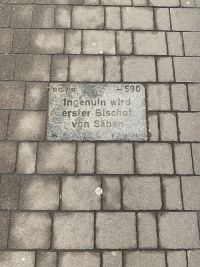 ~590
Ingenuin wird
erster Bischof
von Säben